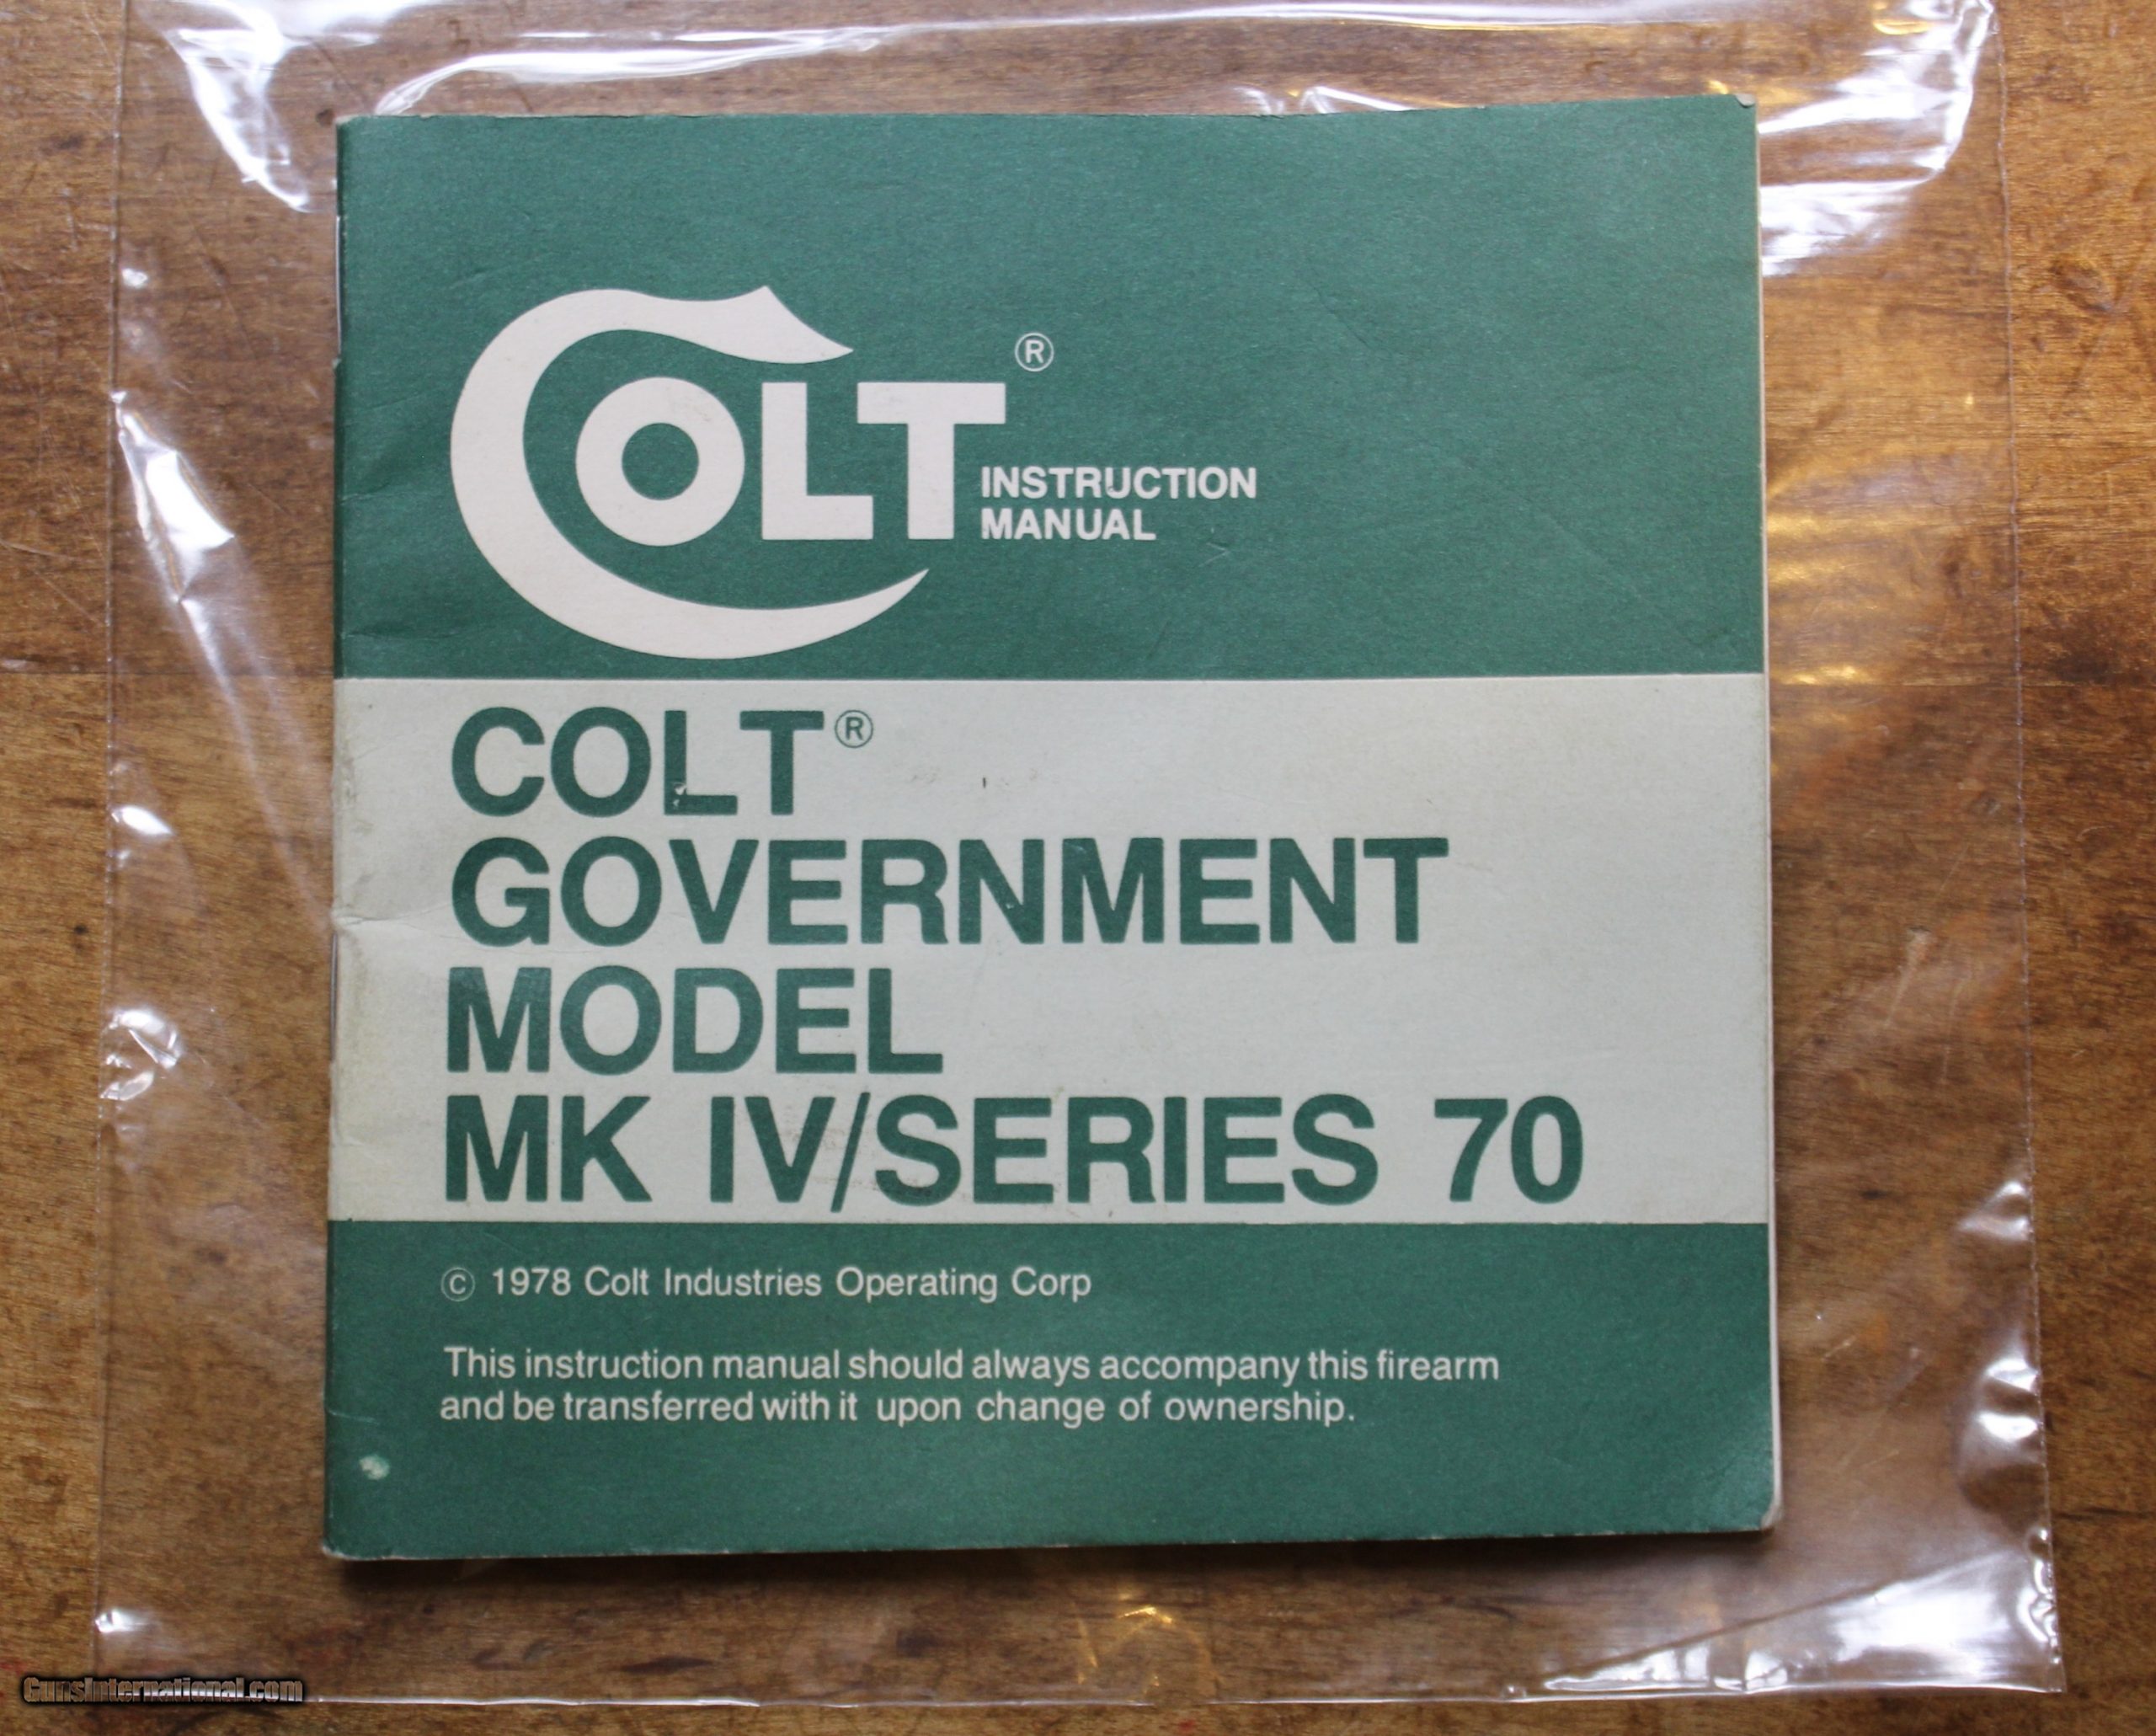 COLT®
INSTRUCTION
MANUAL
COLT®
GOVERNMENT
MODEL
MK IV/SERIES 70
© 1978 Colt Industries Operating Corp
This instruction manual should always accompany this firearm
and be transferred with it upon change of ownership.
GunsInternational.com